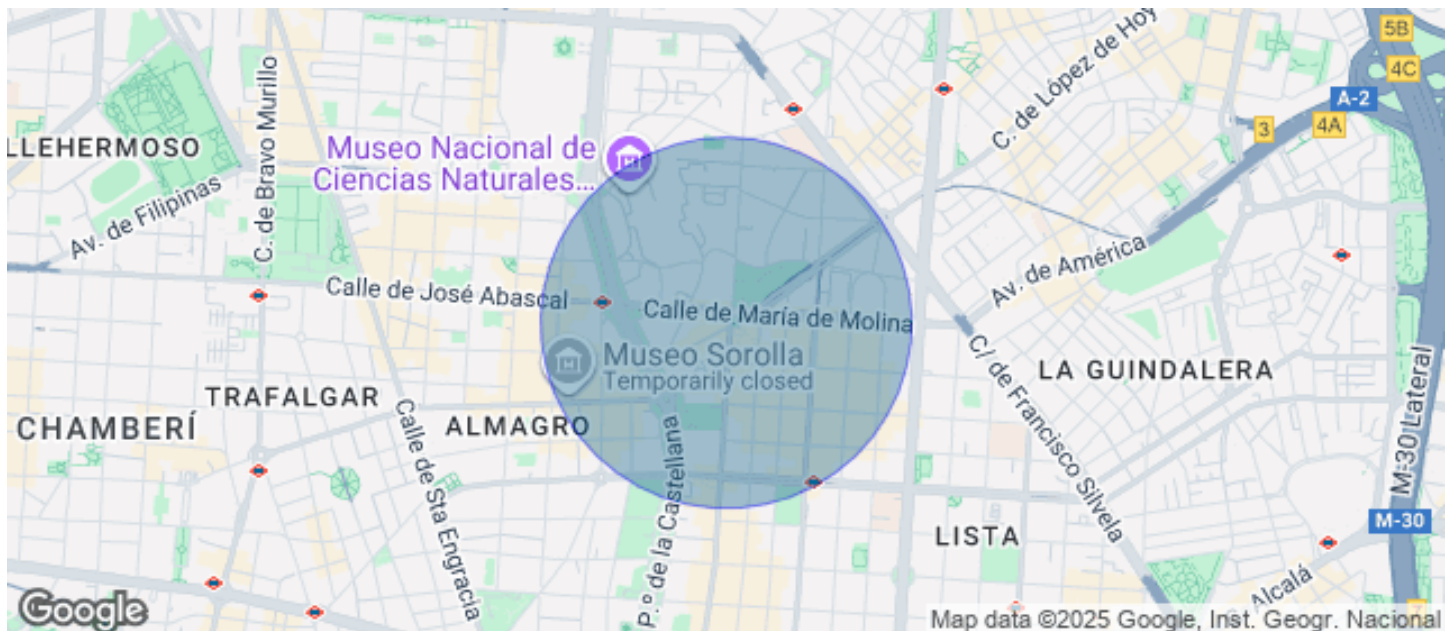 5B
4C
A-2
4A
3
C. de López de Hoy
LLEHERMOSO
C. de Bravo Murillo
Museo Nacional de
Ciencias Naturales...
Av. de Filipinas
Av. de América
Calle de José Abascal
Calle de María de Molina
Museo Sorolla
Temporarily closed
C/ de Francisco Silvela
LA GUINDALERA
M-30 Lateral
TRAFALGAR
CHAMBERÍ
ALMAGRO
Calle de Sta Engracia
P.º de la Castellana
LISTA
M-30
Alcalá
7
Google
Map data ©2025 Google, Inst. Geogr. Nacional